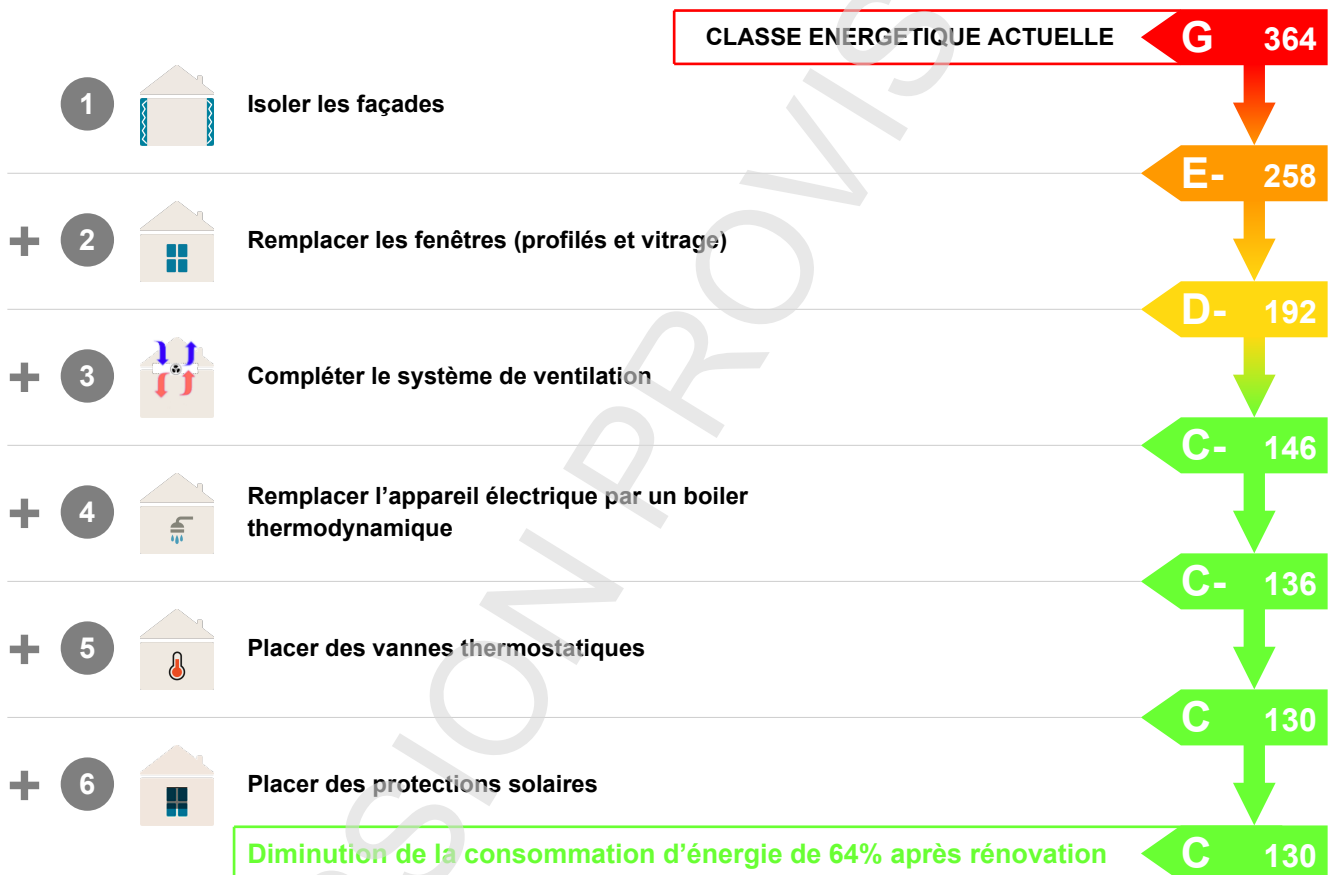 CLASSE ENERGETIQUE ACTUELLE G 364
1 Isoler les façades
E- 258
+ 2 Remplacer les fenêtres (profilés et vitrage)
D- 192
+ 3 Compléter le système de ventilation
C- 146
+ 4 Remplacer l’appareil électrique par un boiler
thermodynamique
C- 136
+ 5 Placer des vannes thermostatiques
C 130
+ 6 Placer des protections solaires
Diminution de la consommation d’énergie de 64% après rénovation C 130
SSION PROVIS